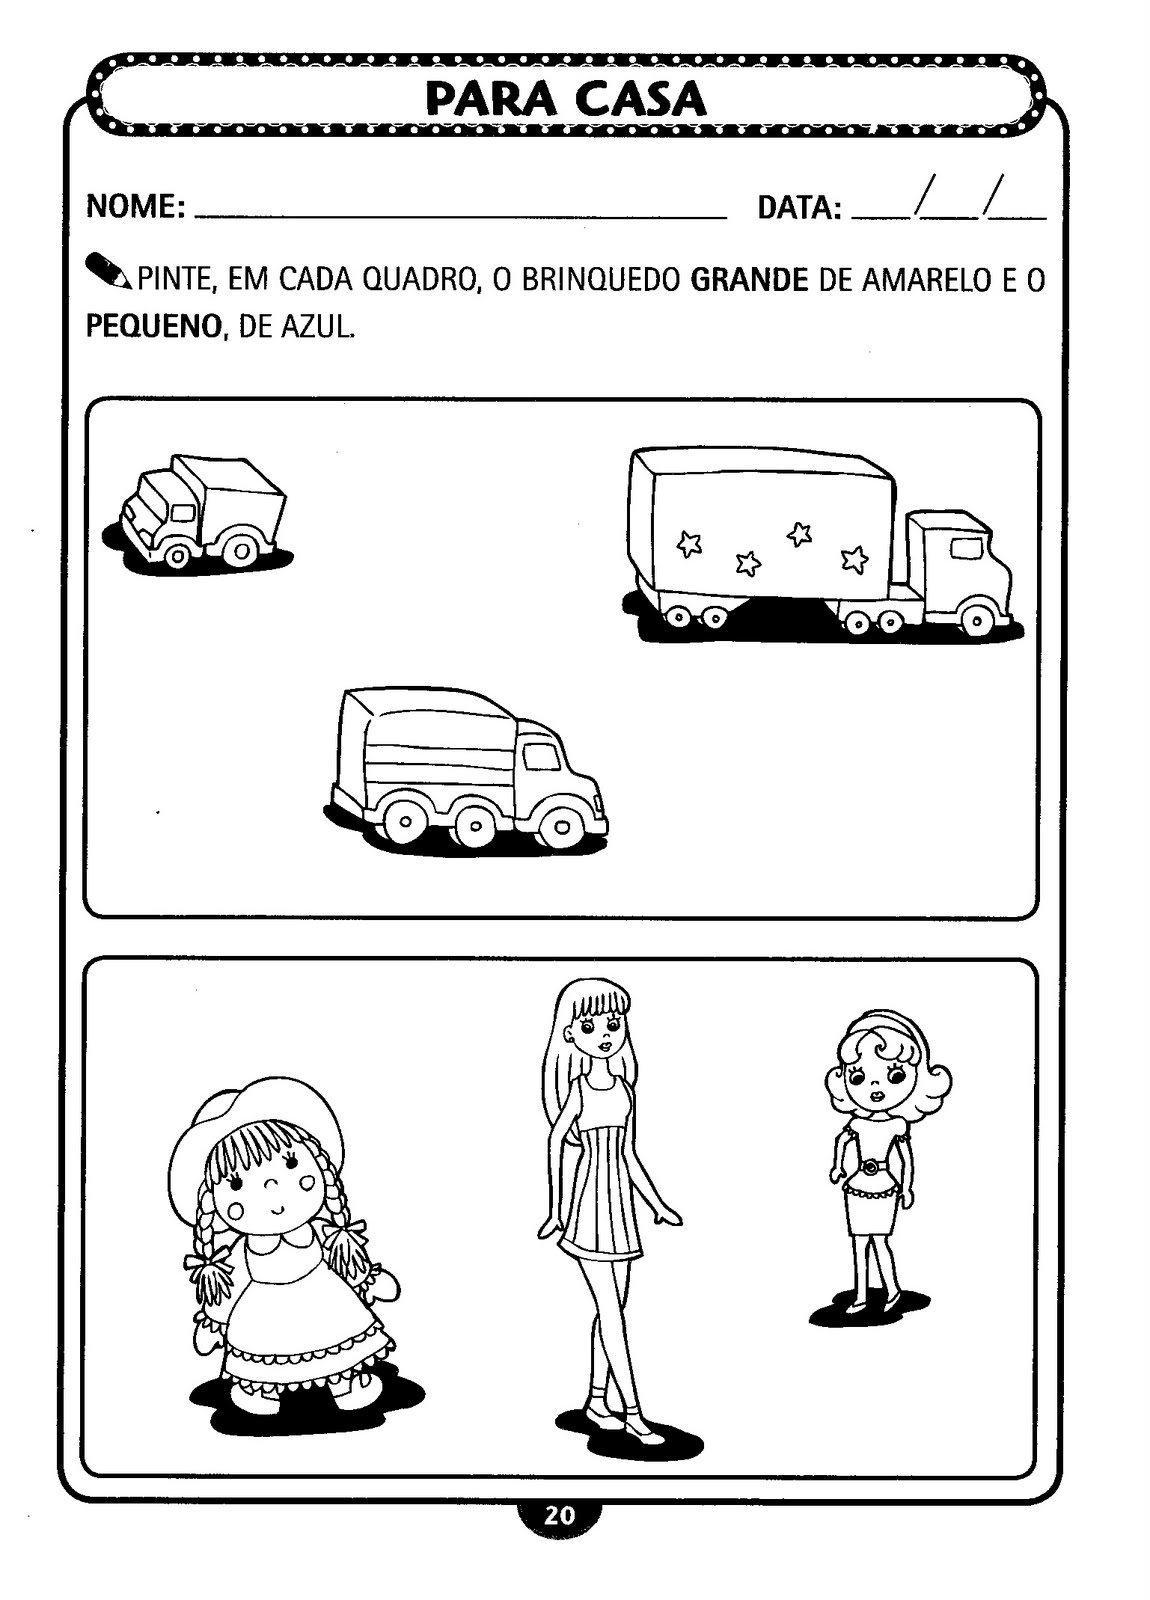 PARA CASA
NOME: DATA: / /
PINTE, EM CADA QUADRO, O BRINQUEDO GRANDE DE AMARELO E O
PEQUENO, DE AZUL.
20